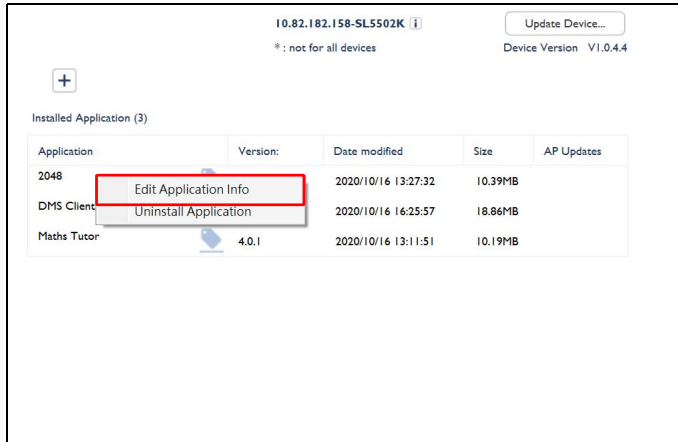 10.82.182.158-SL5502K i
Update Device...
* : not for all devices
Device Version V1.0.4.4
+
Installed Application (3)
Application Version: Date modified Size AP Updates
2048 2020/10/16 13:27:32 10.39MB
Edit Application Info
DMS Client 2020/10/16 16:25:57 18.86MB
Uninstall Application
Maths Tutor 4.0.1 2020/10/16 13:11:51 10.19MB